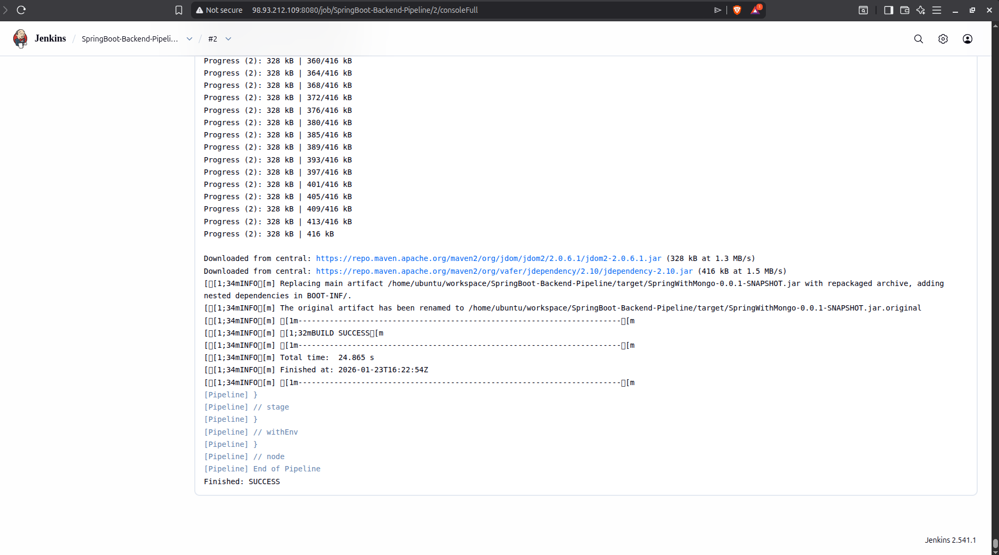 Not secure 98.93.212.109:8080/job/SpringBoot-Backend-Pipeline/2/consoleFull
1
Jenkins / SpringBoot-Backend-Pipeli... / #2
Progress (2): 328 kB | 360/416 kB
Progress (2): 328 kB | 364/416 kB
Progress (2): 328 kB | 368/416 kB
Progress (2): 328 kB | 372/416 kB
Progress (2): 328 kB | 376/416 kB
Progress (2): 328 kB | 380/416 kB
Progress (2): 328 kB | 385/416 kB
Progress (2): 328 kB | 389/416 kB
Progress (2): 328 kB | 393/416 kB
Progress (2): 328 kB | 397/416 kB
Progress (2): 328 kB | 401/416 kB
Progress (2): 328 kB | 405/416 kB
Progress (2): 328 kB | 409/416 kB
Progress (2): 328 kB | 413/416 kB
Progress (2): 328 kB | 416 kB
Downloaded from central: https://repo.maven.apache.org/maven2/org/jdom/jdom2/2.0.6.1/jdom2-2.0.6.1.jar (328 kB at 1.3 MB/s)
Downloaded from central: https://repo.maven.apache.org/maven2/org/vafer/jdependency/2.10/jdependency-2.10.jar (416 kB at 1.5 MB/s)
[▯[1;34mINFO▯[m] Replacing main artifact /home/ubuntu/workspace/SpringBoot-Backend-Pipeline/target/SpringWithMongo-0.0.1-SNAPSHOT.jar with repackaged archive, adding
nested dependencies in BOOT-INF/.
[▯[1;34mINFO▯[m] The original artifact has been renamed to /home/ubuntu/workspace/SpringBoot-Backend-Pipeline/target/SpringWithMongo-0.0.1-SNAPSHOT.jar.original
[▯[1;34mINFO▯[m] ▯[1m------------------------------------------------------------------------▯[m
[▯[1;34mINFO▯[m] ▯[1;32mBUILD SUCCESS▯[m
[▯[1;34mINFO▯[m] ▯[1m------------------------------------------------------------------------▯[m
[▯[1;34mINFO▯[m] Total time:  24.865 s
[▯[1;34mINFO▯[m] Finished at: 2026-01-23T16:22:54Z
[▯[1;34mINFO▯[m] ▯[1m------------------------------------------------------------------------▯[m
[Pipeline] }
[Pipeline] // stage
[Pipeline] }
[Pipeline] // withEnv
[Pipeline] }
[Pipeline] // node
[Pipeline] End of Pipeline
Finished: SUCCESS
Jenkins 2.541.1